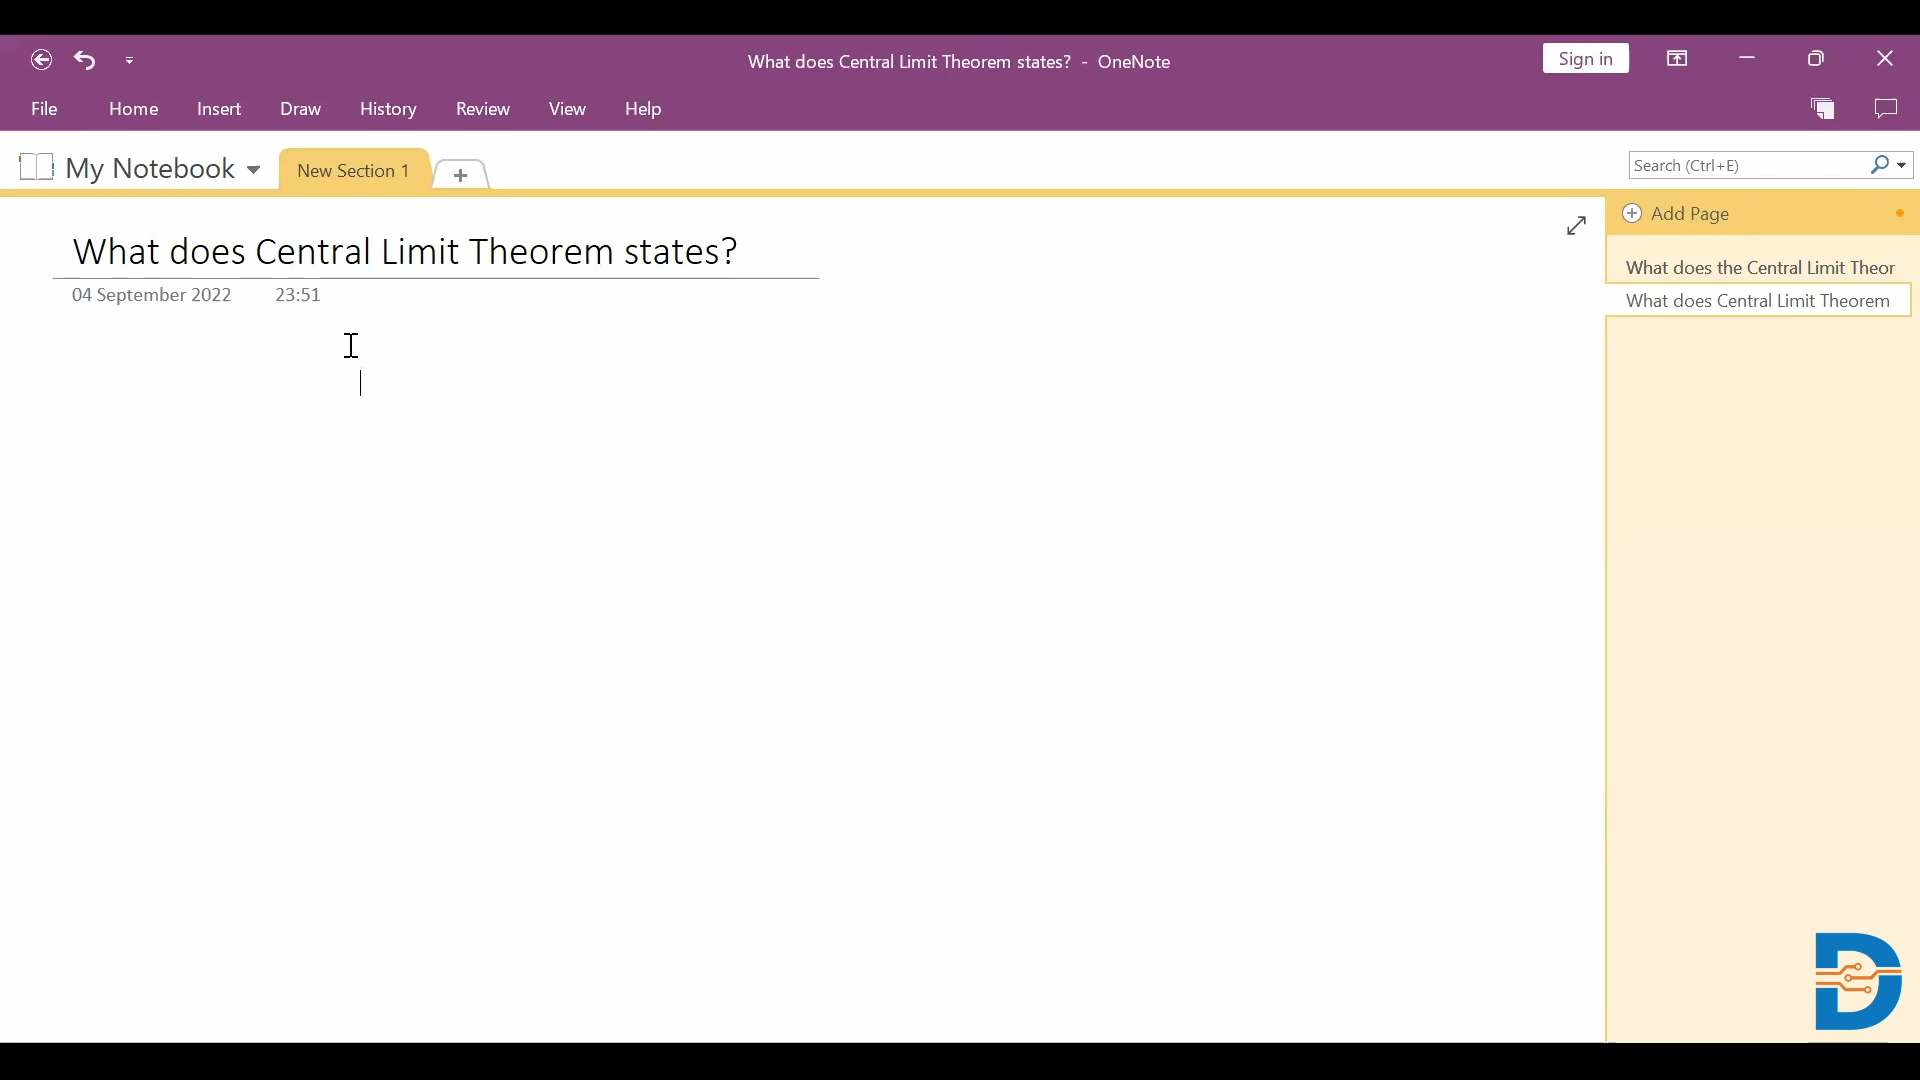 What does Central Limit Theorem states? - OneNote
Sign in
File Home Insert Draw History Review View Help
My Notebook
New Section 1
Search (Ctrl+E)
Add Page
What does Central Limit Theorem states?
04 September 2022 23:51
What does the Central Limit Theor
What does Central Limit Theorem